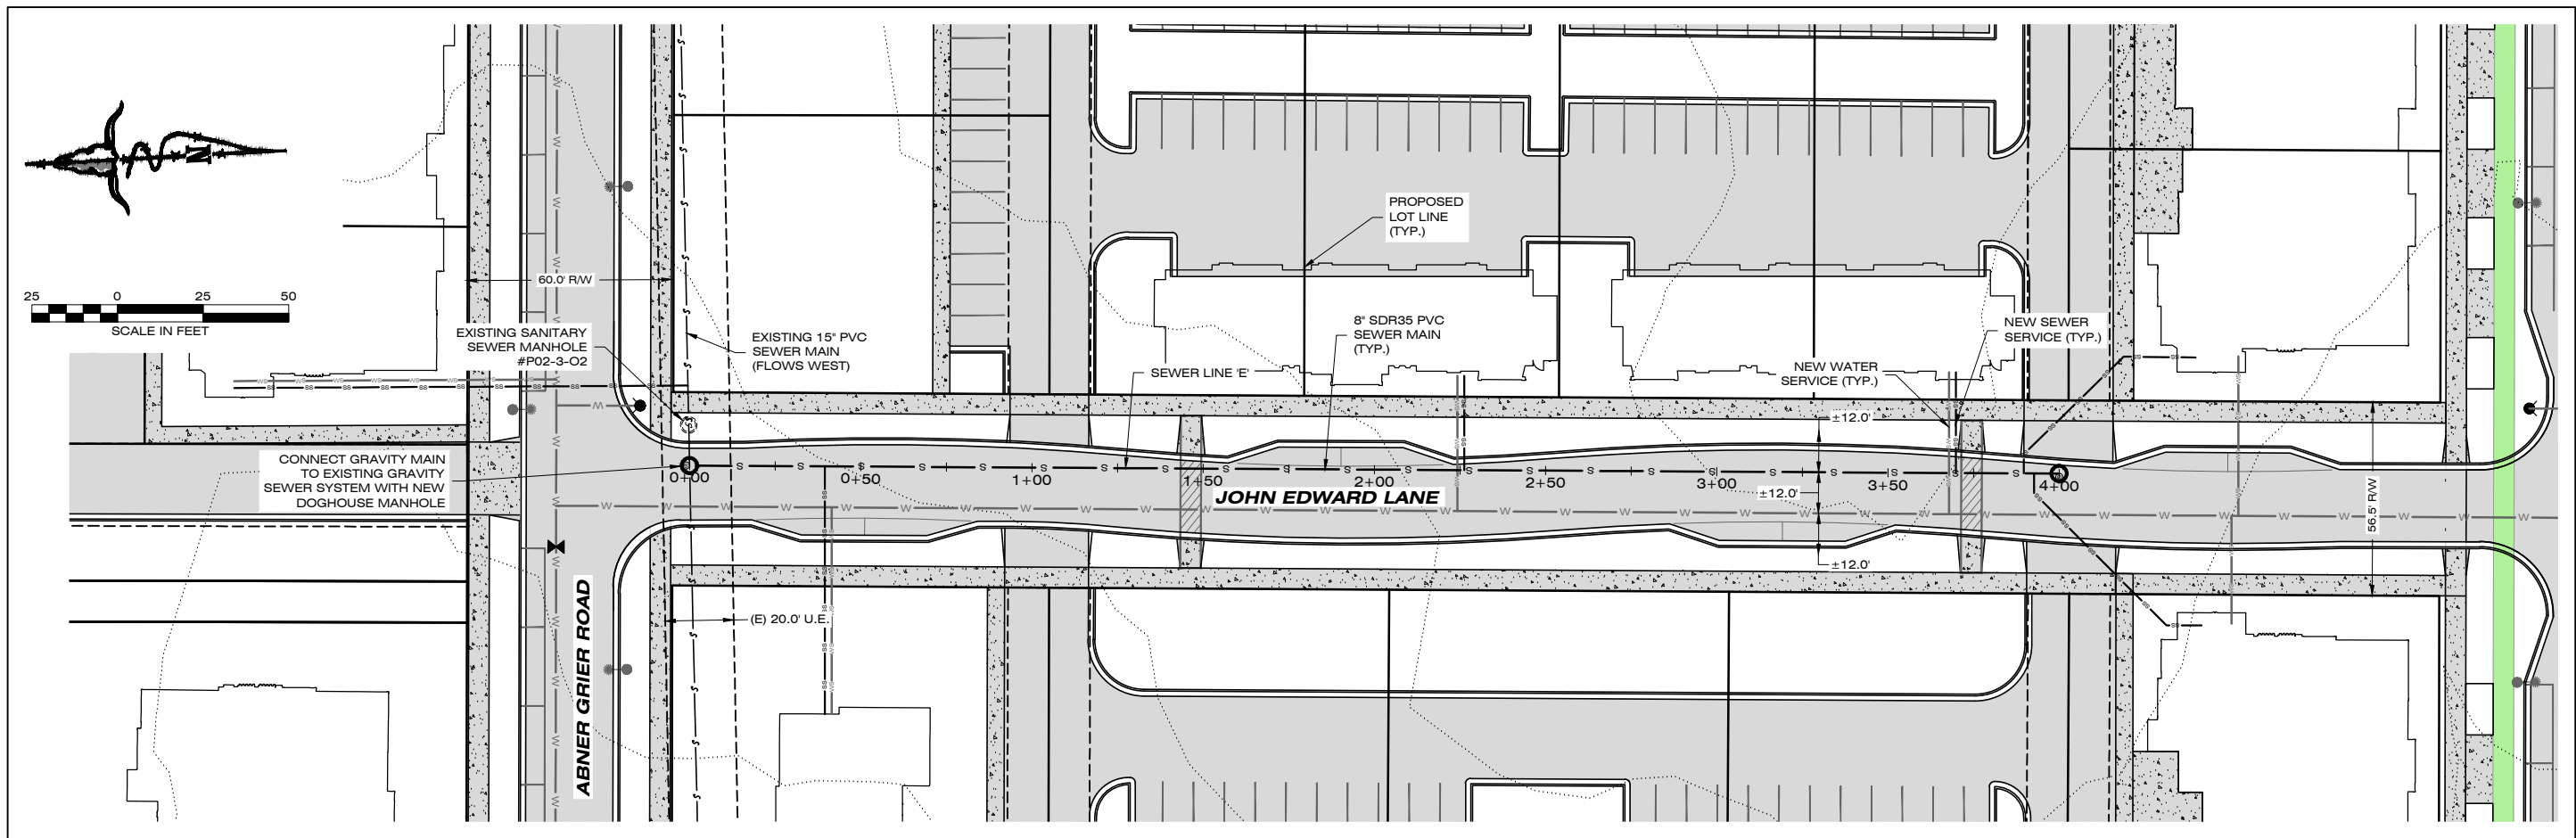 N
60.0' R/W
25 0 25 50
SCALE IN FEET
EXISTING SANITARY
SEWER MANHOLE
#P02-3-O2
EXISTING 15" PVC
SEWER MAIN
(FLOWS WEST)
PROPOSED
LOT LINE
(TYP.)
8" SDR35 PVC
SEWER MAIN
(TYP.)
SEWER LINE 'E'
NEW WATER
SERVICE (TYP.)
NEW SEWER
SERVICE (TYP.)
±12.0'
CONNECT GRAVITY MAIN
TO EXISTING GRAVITY
SEWER SYSTEM WITH NEW
DOGHOUSE MANHOLE
0+00 0+50 1+00 1+50 2+00 2+50 3+00 3+50 4+00
JOHN EDWARD LANE
±12.0'
56.5' R/W
±12.0'
ABNER GRIER ROAD
(E) 20.0' U.E.